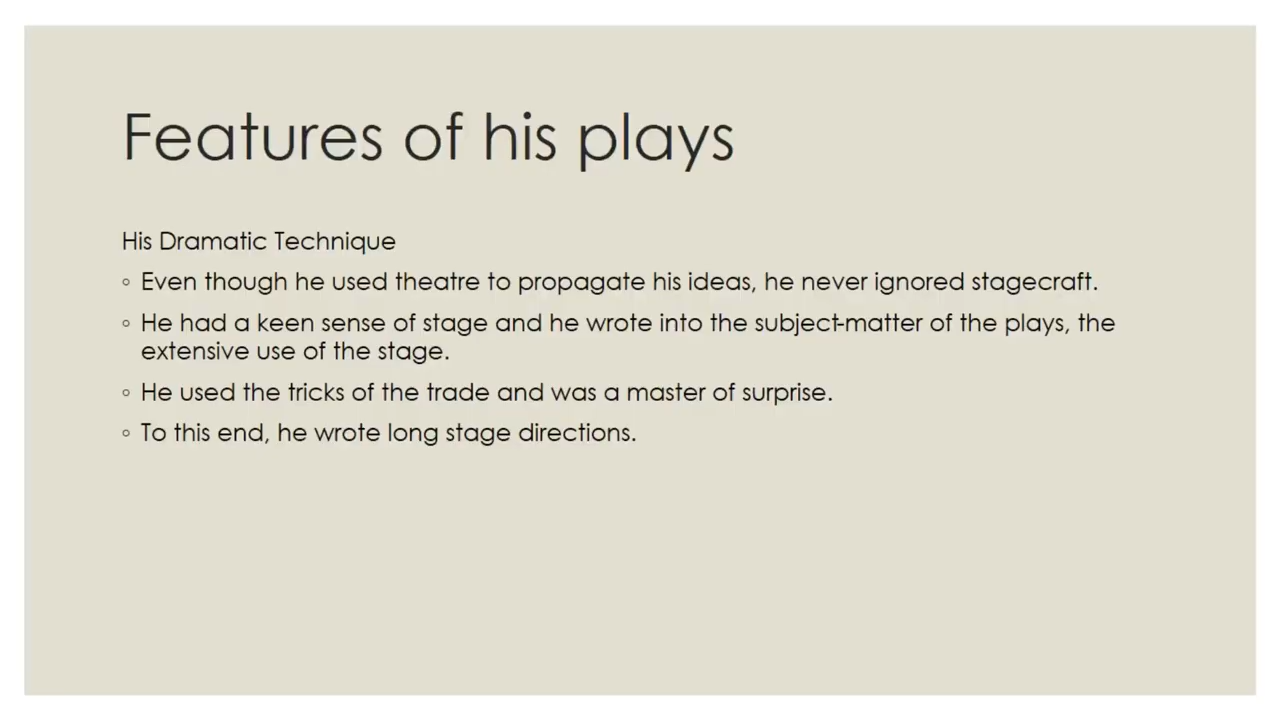 Features of his plays
His Dramatic Technique
◦ Even though he used theatre to propagate his ideas, he never ignored stagecraft.
◦ He had a keen sense of stage and he wrote into the subject-matter of the plays, the
extensive use of the stage.
◦ He used the tricks of the trade and was a master of surprise.
◦ To this end, he wrote long stage directions.